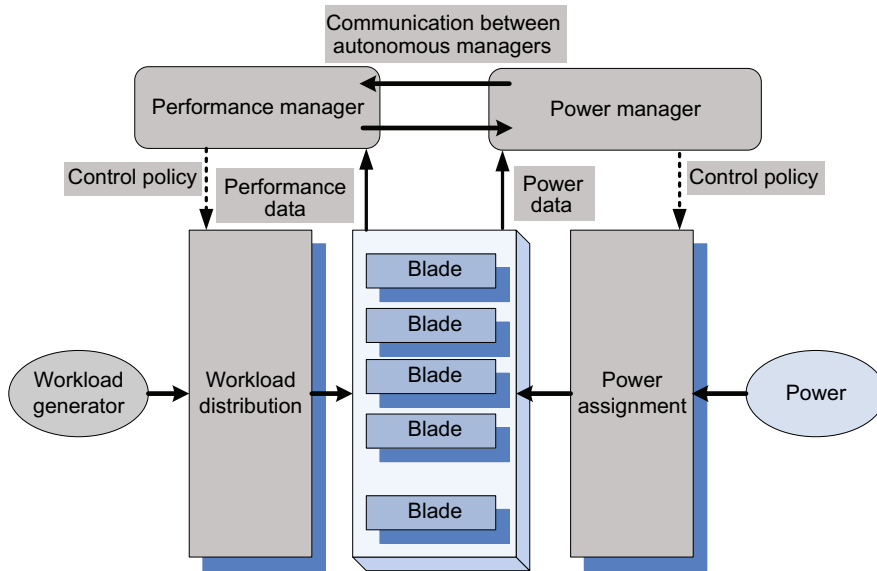 Communication between
autonomous managers
Performance manager
Power manager
Control policy
Performance
data
Power
data
Control policy
Blade
Blade
Blade
Blade
Blade
Workload
generator
Workload
distribution
Power
assignment
Power